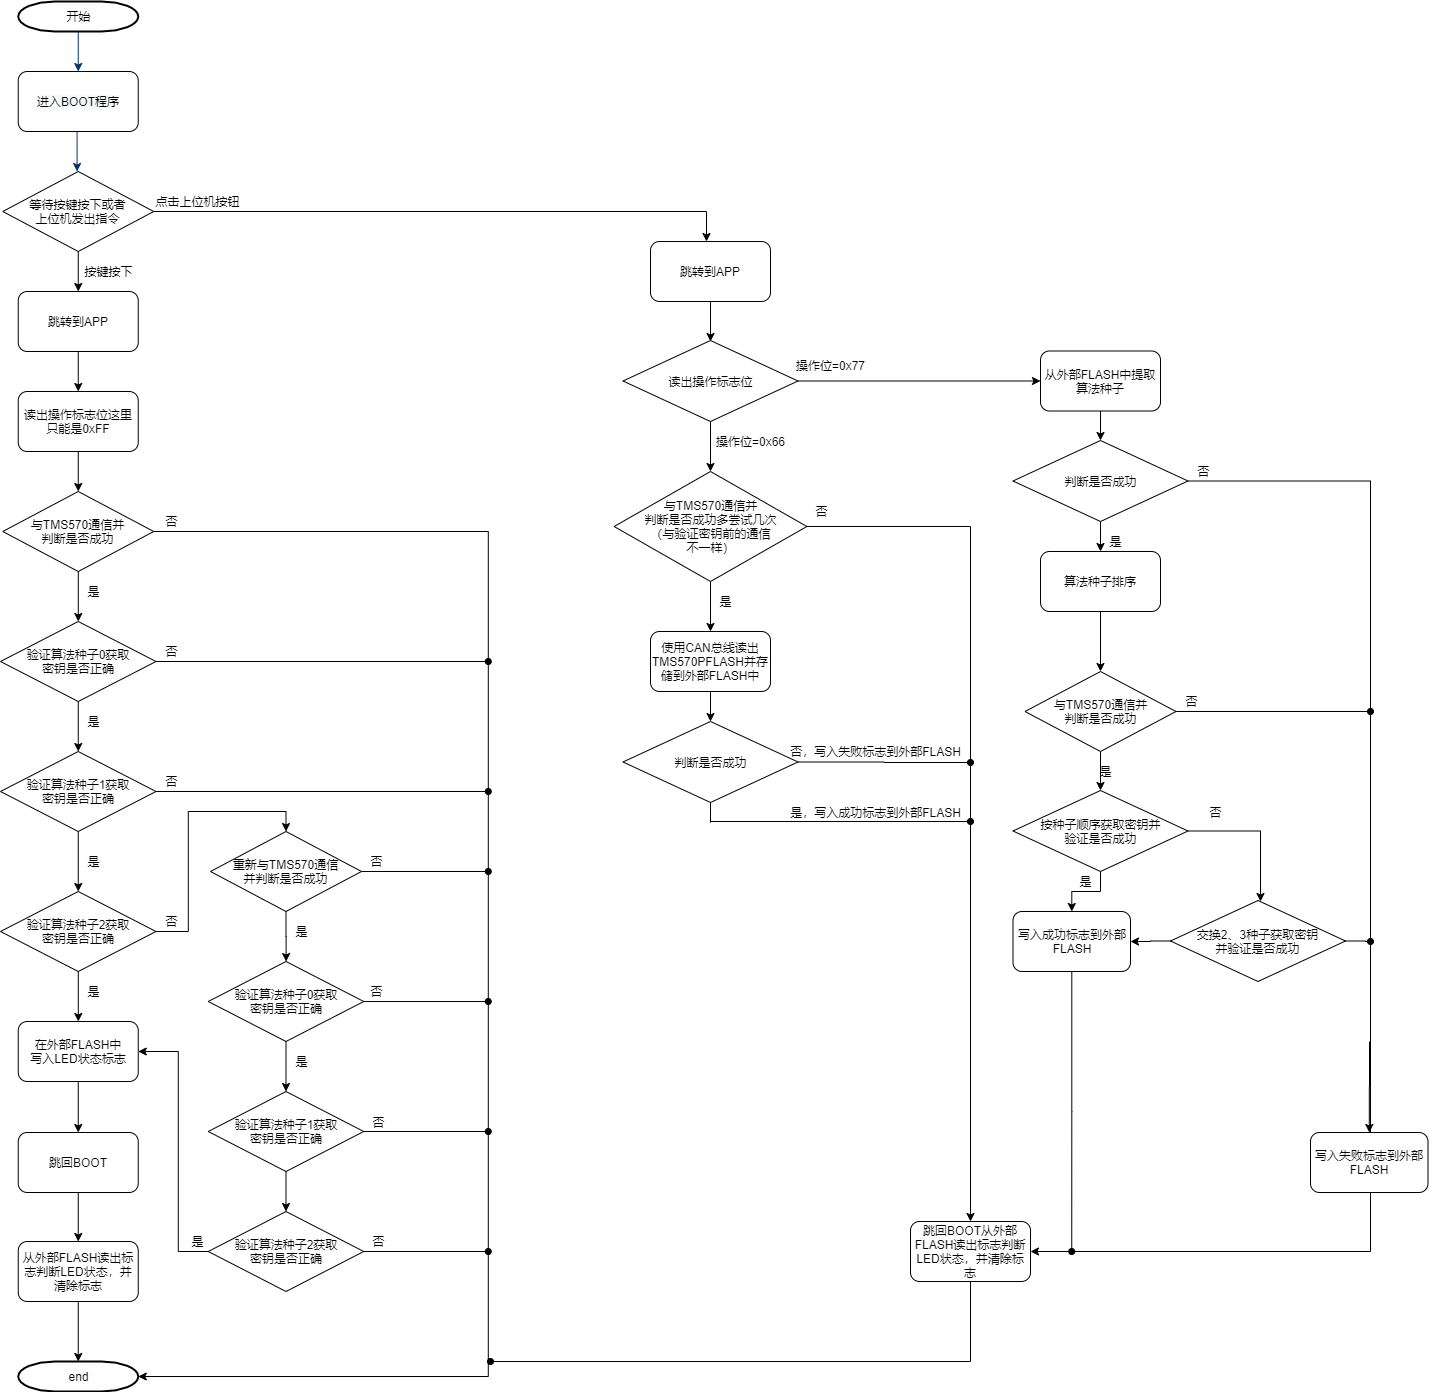 开始
进入BOOT程序
等待按键按下或者
上位机发出指令
点击上位机按钮
按键按下
跳转到APP
读出操作标志位这里
只能是0xFF
与TMS570通信并
判断是否成功
否
是
验证算法种子0获取
密钥是否正确
否
是
验证算法种子1获取
密钥是否正确
否
是
验证算法种子2获取
密钥是否正确
否
是
重新与TMS570通信
并判断是否成功
否
是
验证算法种子0获取
密钥是否正确
否
是
验证算法种子1获取
密钥是否正确
否
验证算法种子2获取
密钥是否正确
否
是
在外部FLASH中
写入LED状态标志
跳回BOOT
从外部FLASH读出标
志判断LED状态，并
清除标志
end
跳转到APP
读出操作标志位
操作位=0x77
操作位=0x66
与TMS570通信并
判断是否成功多尝试几次
（与验证密钥前的通信
不一样）
否
是
使用CAN总线读出
TMS570PFLASH并存
储到外部FLASH中
判断是否成功
否，写入失败标志到外部FLASH
是，写入成功标志到外部FLASH
从外部FLASH中提取
算法种子
判断是否成功
否
是
算法种子排序
与TMS570通信并
判断是否成功
否
是
按种子顺序获取密钥并
验证是否成功
否
是
写入成功标志到外部
FLASH
交换2、3种子获取密钥
并验证是否成功
写入失败标志到外部
FLASH
跳回BOOT从外部
FLASH读出标志判断
LED状态，并清除标
志